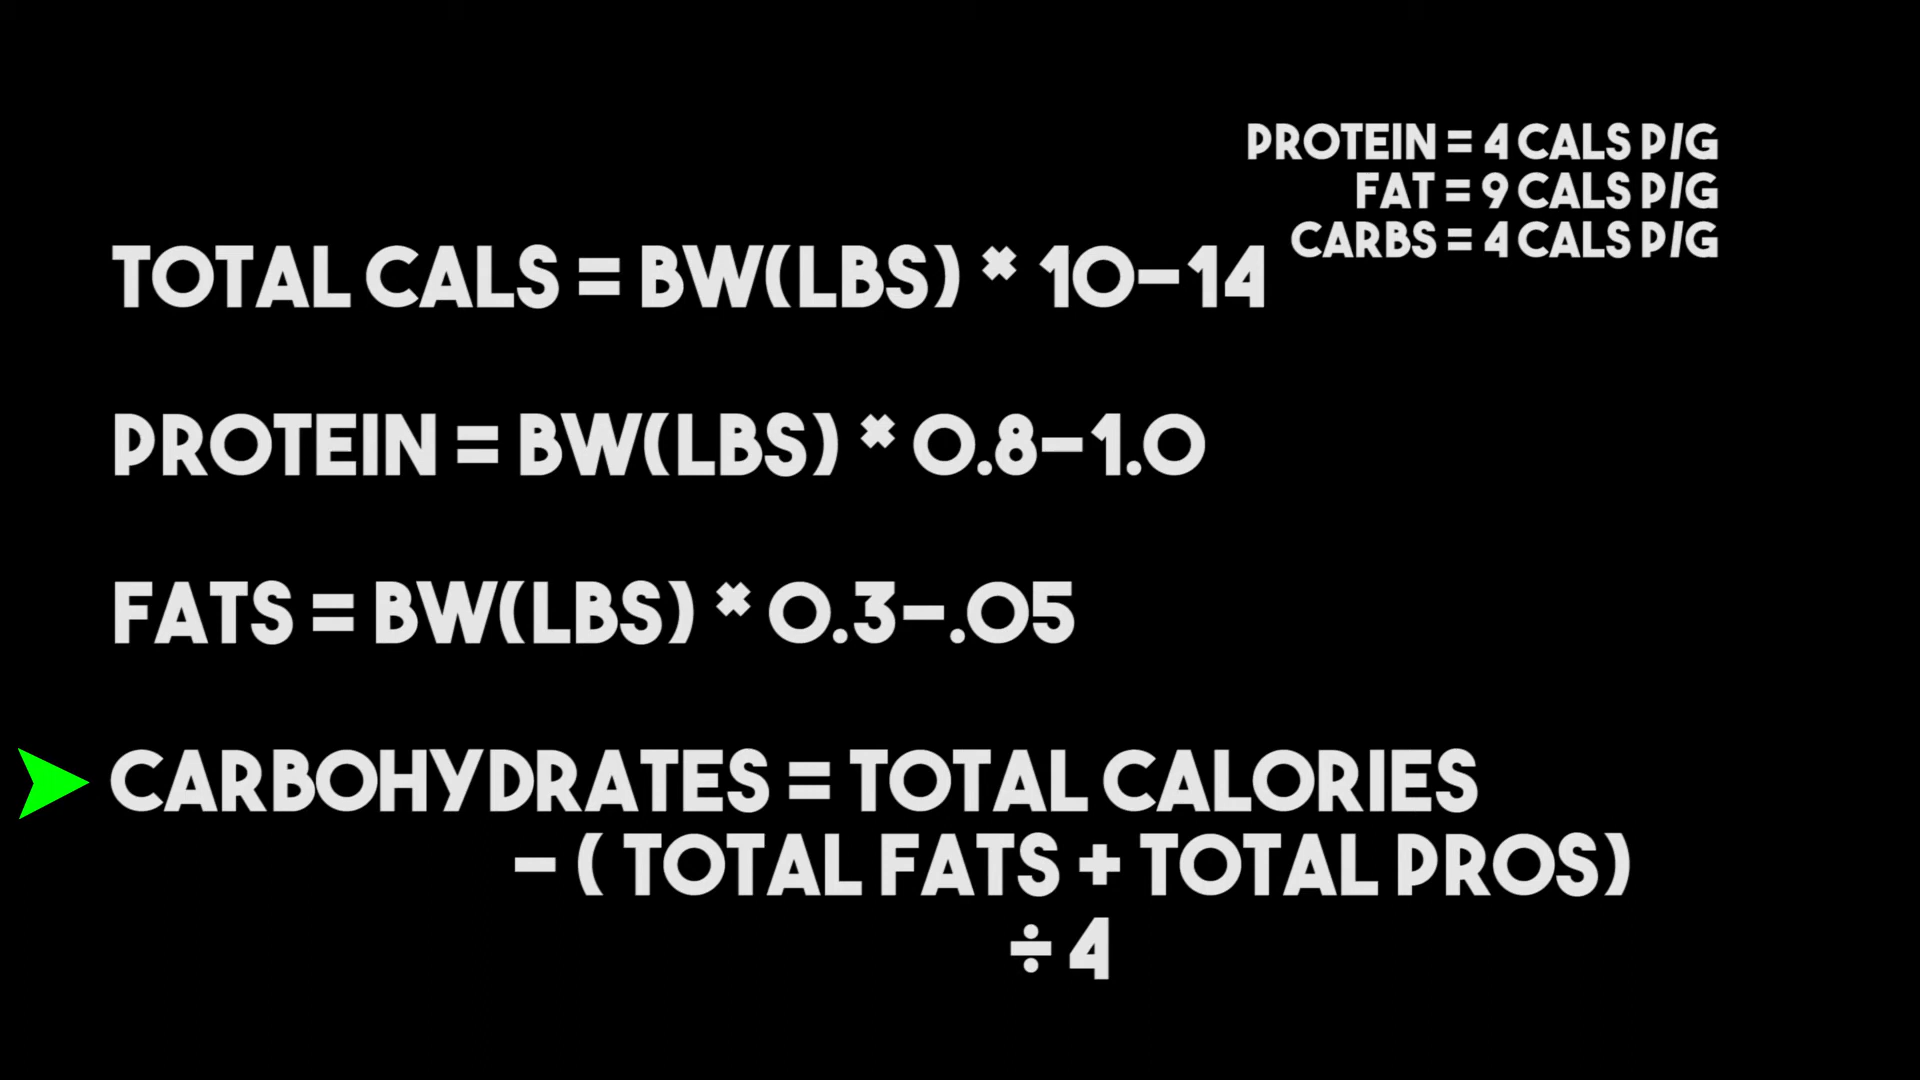 PROTEIN = 4 CALS P/G
FAT = 9 CALS P/G
CARBS = 4 CALS P/G
TOTAL CALS = BW(LBS) * 10-14
PROTEIN = BW(LBS) * 0.8-1.0
FATS = BW(LBS) * 0.3-.05
CARBOHYDRATES = TOTAL CALORIES
- ( TOTAL FATS + TOTAL PROS)
÷ 4